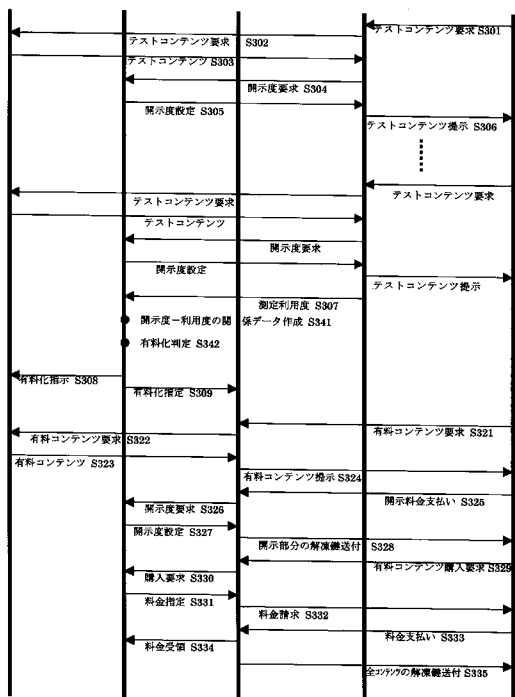 テストコンテンツ要求 S301
テストコンテンツ要求 S302
テストコンテンツ S303
開示度要求 S304
開示度設定 S305
テストコンテンツ提示 S306
テストコンテンツ要求
テストコンテンツ要求
テストコンテンツ
開示度要求
開示度設定
テストコンテンツ提示
測定利用度 S307
開示度－利用度の関係データ作成 S341
有料化判定 S342
有料化指示 S308
有料化指定 S309
有料コンテンツ要求 S321
有料コンテンツ要求 S322
有料コンテンツ S323
有料コンテンツ提示 S324
開示料金支払い S325
開示度要求 S326
開示度設定 S327
開示部分の解凍鍵送付 S328
有料コンテンツ購入要求 S329
購入要求 S330
料金指定 S331
料金請求 S332
料金支払い S333
料金受領 S334
全コンテンツの解凍鍵送付 S335